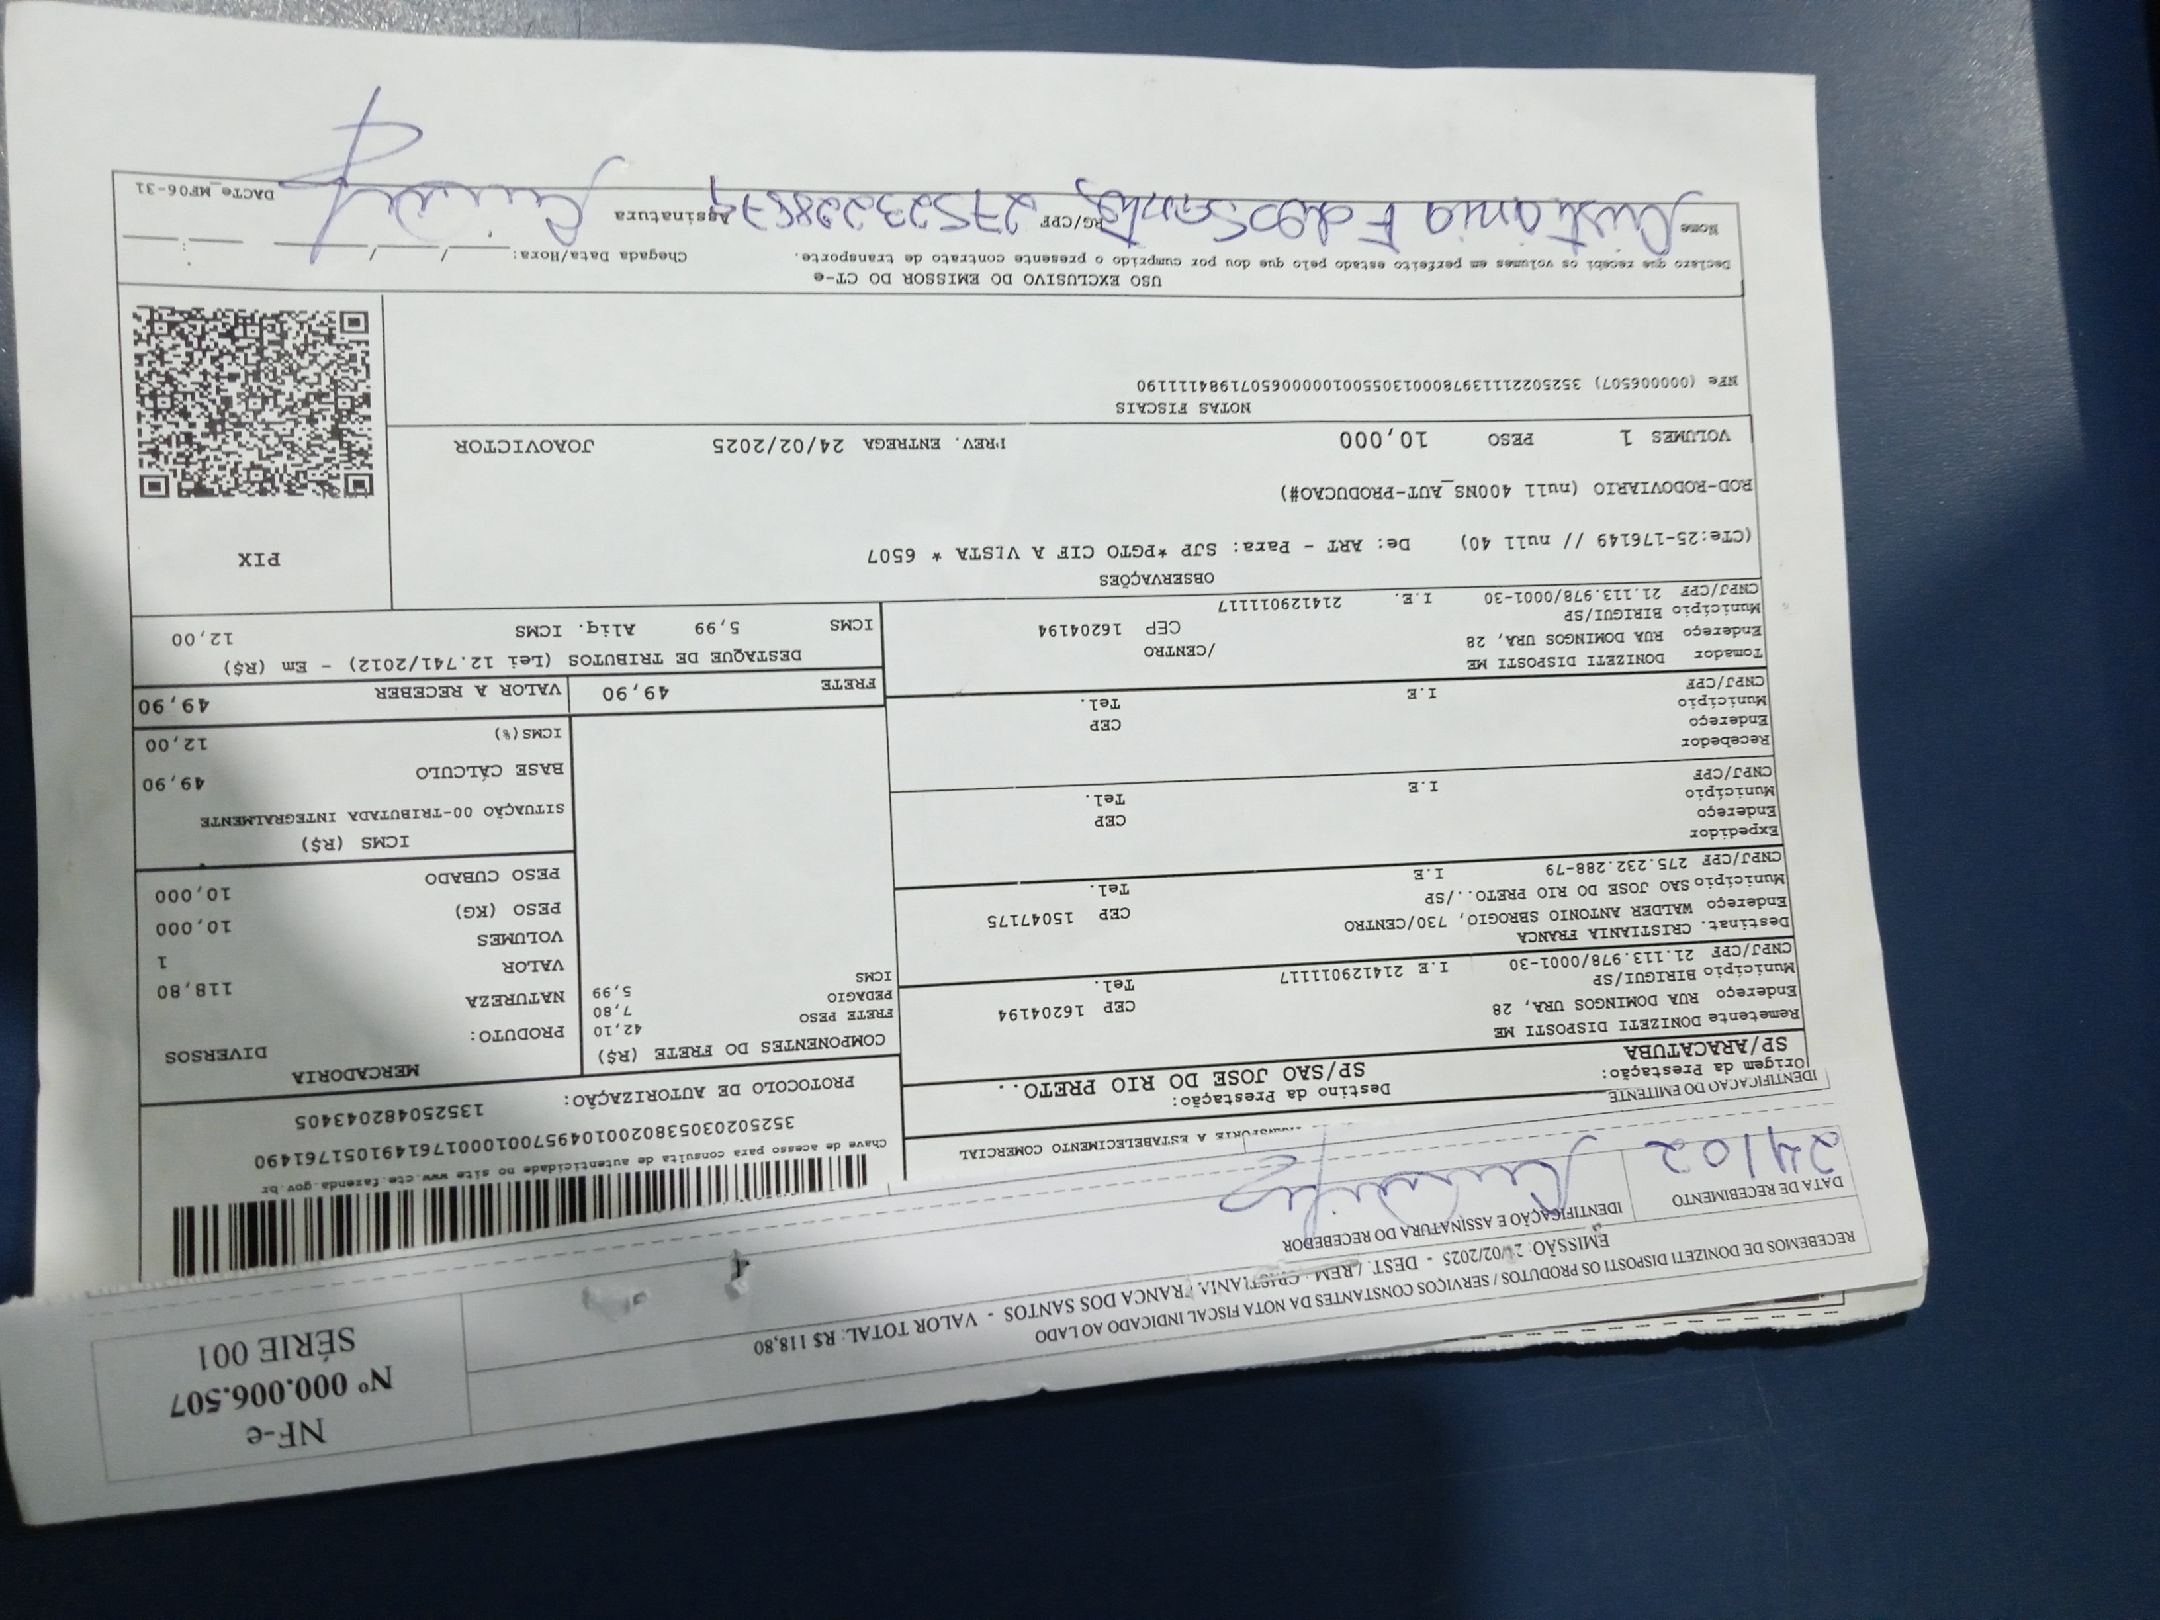 NF-e
Nº 000.006.507
SÉRIE 001
RECEBEMOS DE DONIZETI DISPOSTI OS PRODUTOS / SERVIÇOS CONSTANTES DA NOTA FISCAL INDICADO AO LADO
EMISSÃO: /02/2025 - DEST. / REM.: CRISTIANIA FRANCA DOS SANTOS - VALOR TOTAL: R$ 118,80
DATA DE RECEBIMENTO
24/02
IDENTIFICAÇÃO E ASSINATURA DO RECEBEDOR
IDENTIFICAÇÃO DO EMITENTE
A ESTABELECIMENTO COMERCIAL
Chave de acesso para consulta de autenticidade no site www.cte.fazenda.gov.br
35250203053802001049570010001761491051761490
PROTOCOLO DE AUTORIZAÇÃO: 135250482043405
Origem da Prestação:
SP/ARACATUBA
Destino da Prestação:
SP/SAO JOSE DO RIO PRETO..
Remetente DONIZETI DISPOSTI ME
Endereço RUA DOMINGOS URA, 28 CEP 16204194
Município BIRIGUI/SP Tel.
CNPJ/CPF 21.113.978/0001-30 I.E 214129011117
Destinat. CRISTIANIA FRANCA
Endereço WALDER ANTONIO SBROGIO, 730/CENTRO CEP 15047175
Município SAO JOSE DO RIO PRETO../SP Tel.
CNPJ/CPF 275.232.288-79 I.E
Expedidor
Endereço CEP
Município Tel.
CNPJ/CPF I.E
Recebedor
Endereço CEP
Município Tel.
CNPJ/CPF I.E
Tomador DONIZETI DISPOSTI ME
Endereço RUA DOMINGOS URA, 28 /CENTRO
Município BIRIGUI/SP CEP 16204194
CNPJ/CPF 21.113.978/0001-30 I.E. 214129011117
COMPONENTES DO FRETE (R$)
FRETE PESO 42,10
PEDAGIO 7,80
ICMS 5,99
MERCADORIA
PRODUTO: DIVERSOS
NATUREZA
VALOR 118,80
VOLUMES 1
PESO (KG) 10,000
PESO CUBADO 10,000
ICMS (R$)
SITUAÇÃO 00-TRIBUTADA INTEGRALMENTE
BASE CÁLCULO 49,90
ICMS(%) 12,00
FRETE 49,90 VALOR A RECEBER 49,90
DESTAQUE DE TRIBUTOS (Lei 12.741/2012) - Em (R$)
ICMS 5,99 Aliq. ICMS 12,00
OBSERVAÇÕES
(CTe:25-176149 // null 40) De: ART - Para: SJP *PGTO CIF A VISTA * 6507
ROD-RODOVIARIO (null 400NS_AUT-PRODUCAO#)
VOLUMES 1 PESO 10,000 PREV. ENTREGA 24/02/2025 JOAOVICTOR
PIX
NOTAS FISCAIS
NFe (000006507) 35250221113978000130550010000065071984111190
USO EXCLUSIVO DO EMISSOR DO CT-e
Declaro que recebi os volumes em perfeito estado pelo que dou por cumprido o presente contrato de transporte.
Chegada Data/Hora: / / :
Nome Cristiania F dos Santos RG/CPF 27523228879 Assinatura
DACTe_MF06-31